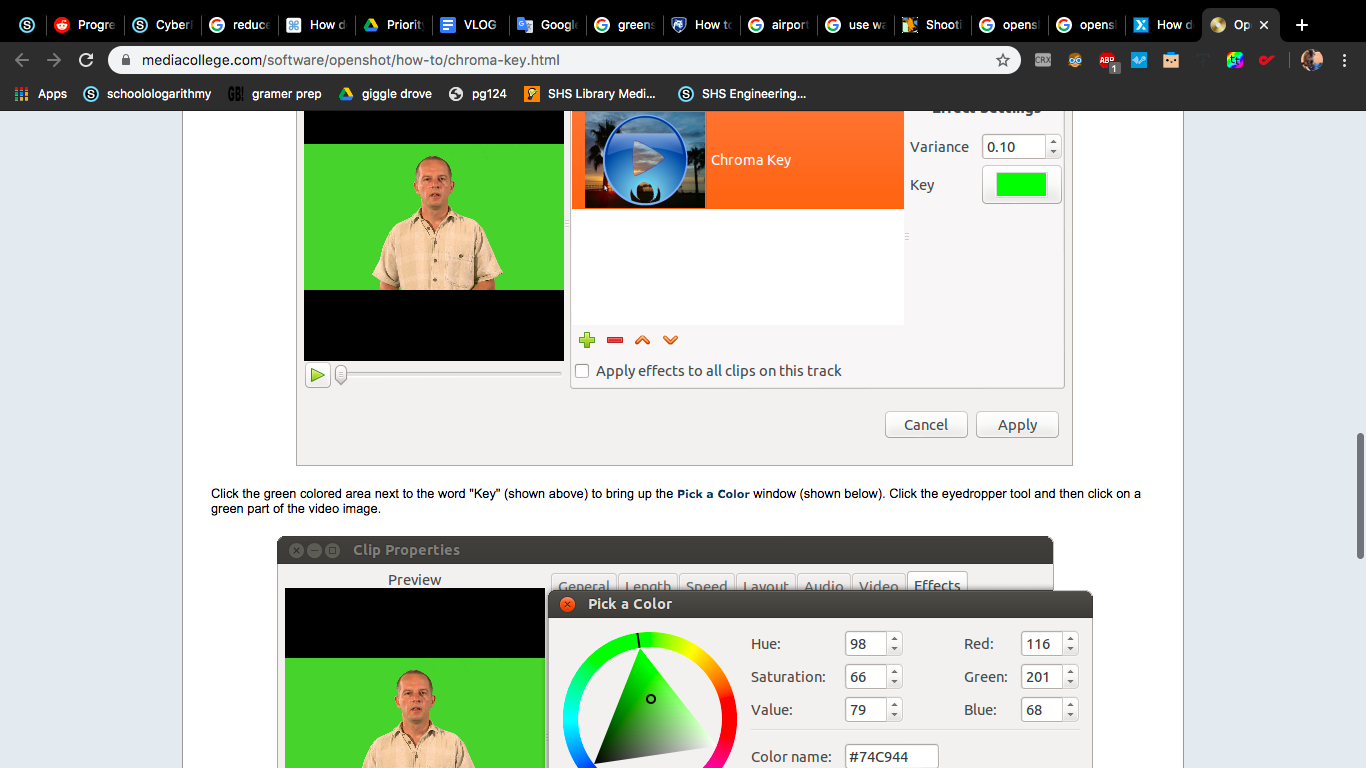 Progre
Cyberl
reduce
How d
Priority
VLOG
Google
greens
How to
airport
use wa
Shooti
opensh
opensh
How d
Op
mediacollege.com/software/openshot/how-to/chroma-key.html
CRX
ABP
1
Apps
schoolologarithmy
GB!
gramer prep
giggle drove
pg124
SHS Library Medi...
SHS Engineering...
Effect Settings
Chroma Key
Variance
0.10
Key
Apply effects to all clips on this track
Cancel
Apply
Click the green colored area next to the word "Key" (shown above) to bring up the Pick a Color window (shown below). Click the eyedropper tool and then click on a
green part of the video image.
Clip Properties
Preview
General
Length
Speed
Layout
Audio
Video
Effects
Pick a Color
Hue:
98
Red:
116
Saturation:
66
Green:
201
Value:
79
Blue:
68
Color name:
#74C944